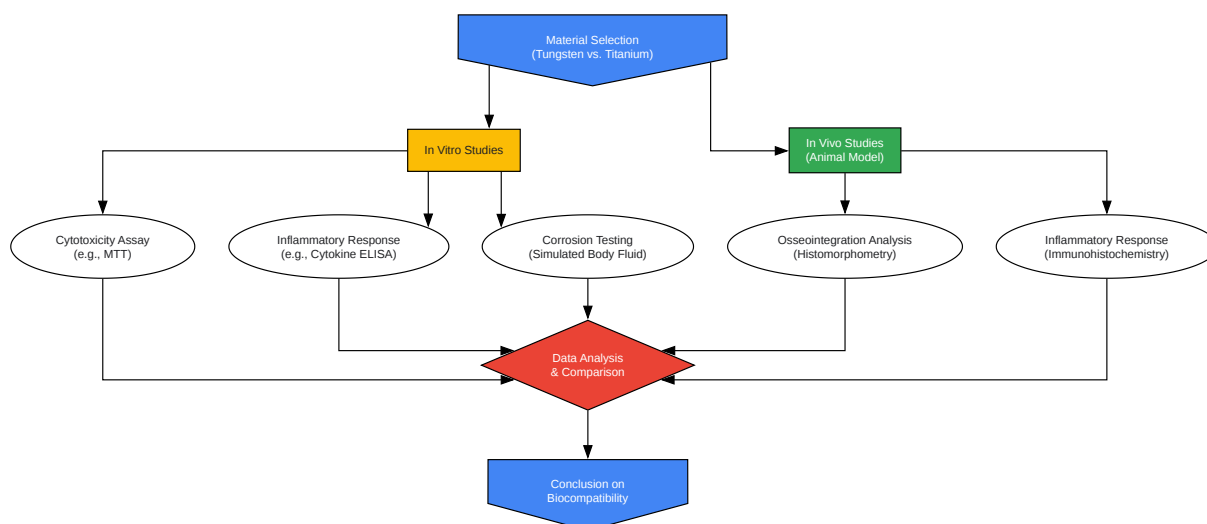 Material Selection
(Tungsten vs. Titanium)
In Vitro Studies
In Vivo Studies
(Animal Model)
Cytotoxicity Assay
(e.g., MTT)
Inflammatory Response
(e.g., Cytokine ELISA)
Corrosion Testing
(Simulated Body Fluid)
Osseointegration Analysis
(Histomorphometry)
Inflammatory Response
(Immunohistochemistry)
Data Analysis
& Comparison
Conclusion on
Biocompatibility